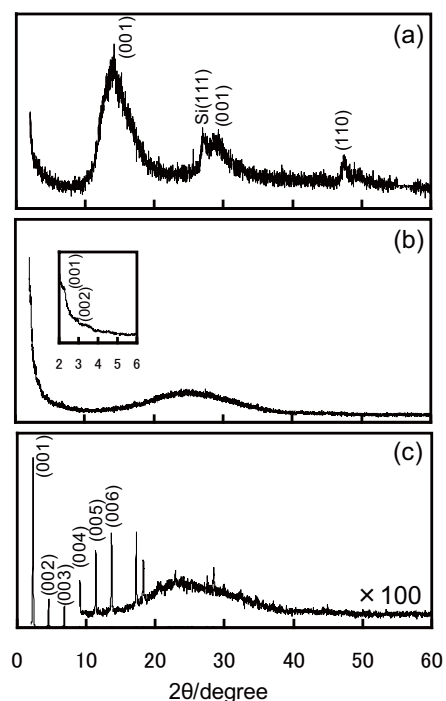 (a)
(001)
Si(111)
(001)
(110)
(b)
(001)
(002)
2 3 4 5 6
(c)
(001)
(002)
(003)
(004)
(005)
(006)
×100
0 10 20 30 40 50 60
2θ/degree